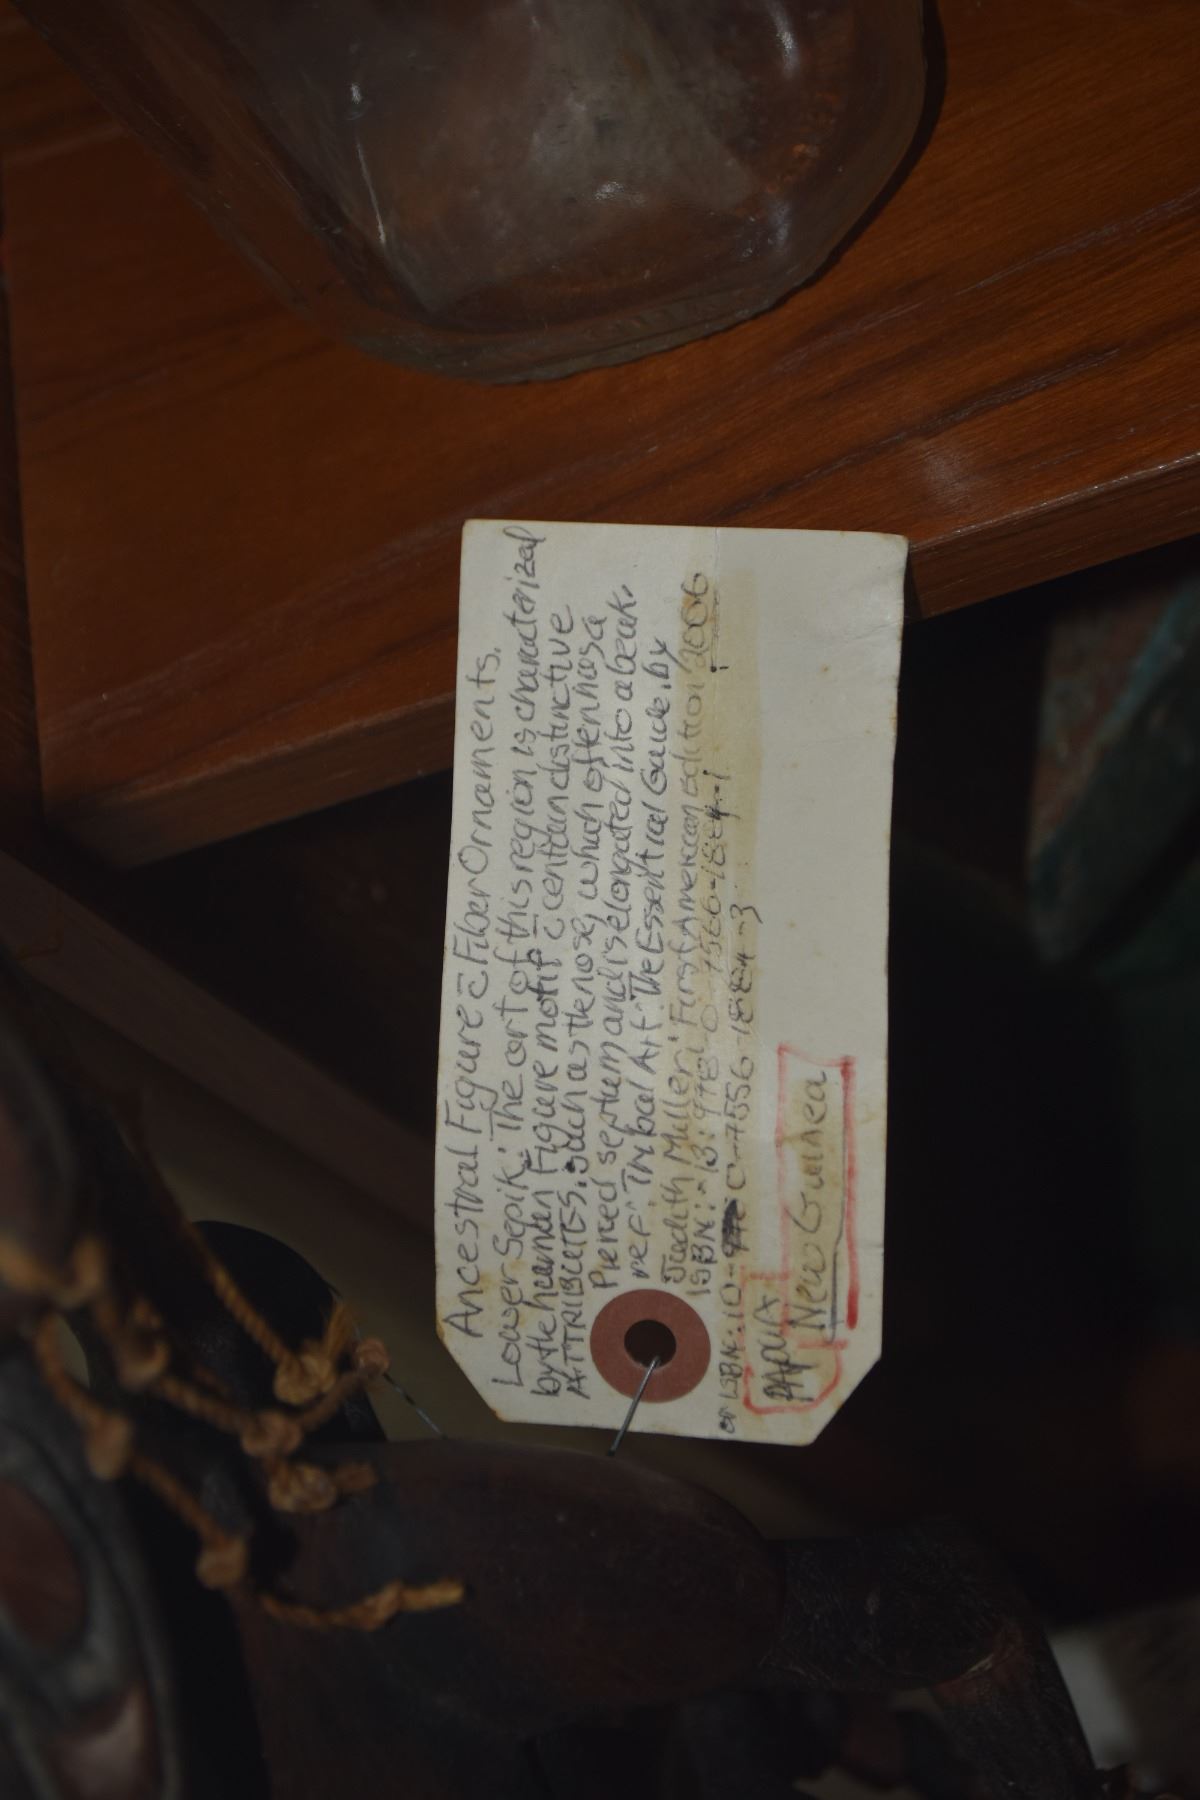 Ancestral Figure c̄ Fiber Ornaments.
Lower Sepik: The art of this region is characterized
by the human Figure motif c̄ certain distinctive
ATTRIBUTES. Such as the nose, which often has a
Pierced septum and is elongated into a beak.
ref: Tribal Art: The Essential Guide. by
Judith Miller: First American Edition, 2006
ISBN:-13: 978-0-7566-1884-1
or ISBN: 10- 0-7556-1884-3
PAPUA
New Guinea